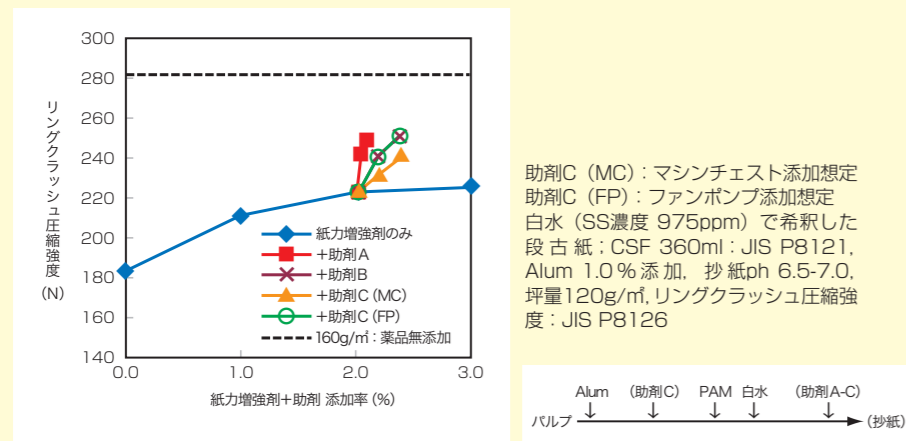 300
280
260
240
220
200
180
160
140
0.0
1.0
2.0
3.0
リングクラッシュ圧縮強度
(N)
紙力増強剤+助剤 添加率(%)
紙力増強剤のみ
+助剤A
+助剤B
+助剤C(MC)
+助剤C(FP)
160g/㎡:薬品無添加
助剤C(MC):マシンチェスト添加想定
助剤C(FP):ファンポンプ添加想定
白水(SS濃度 975ppm)で希釈した
段古紙;CSF 360ml:JIS P8121,
Alum 1.0%添加, 抄紙ph 6.5-7.0,
坪量120g/㎡,リングクラッシュ圧縮強
度:JIS P8126
Alum (助剤C) PAM 白水 (助剤A-C)
パルプ (抄紙)